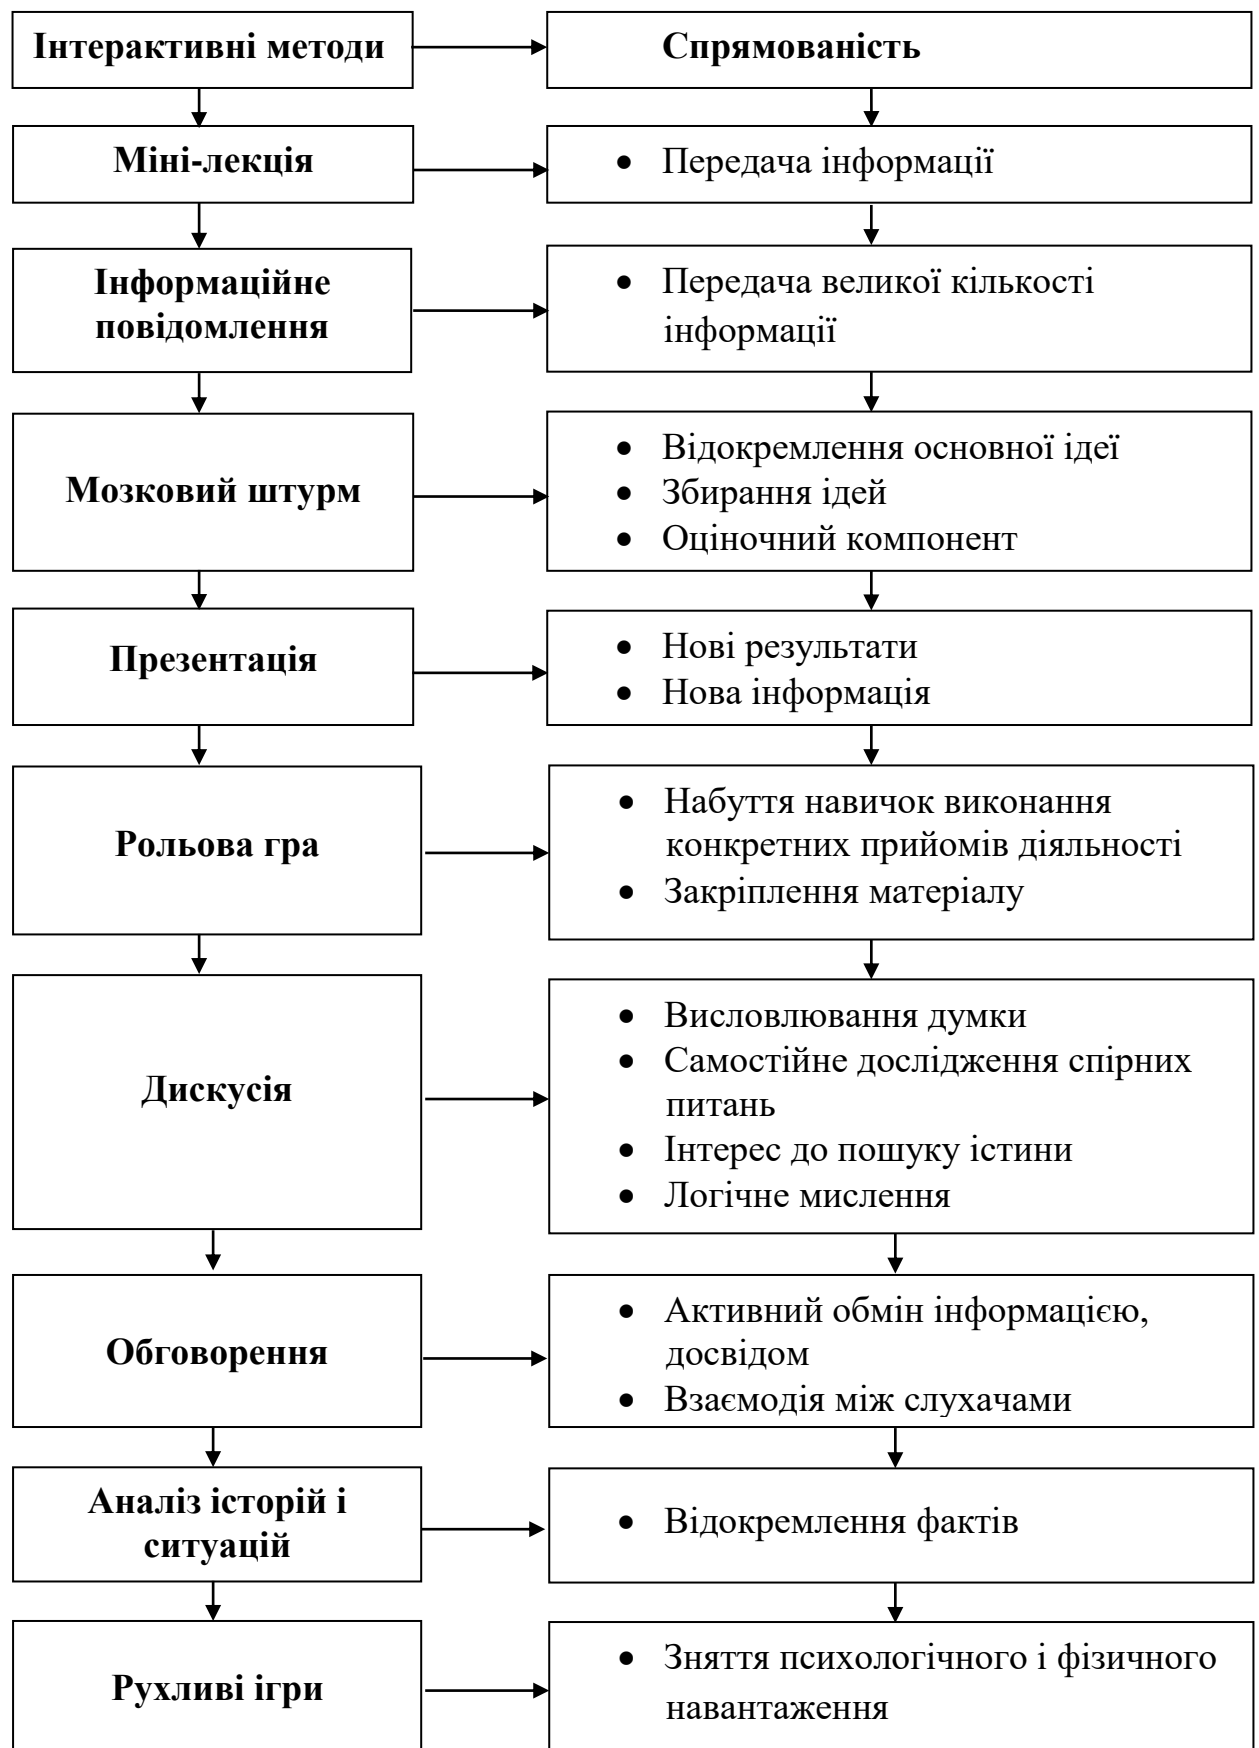 Інтерактивні методи
Спрямованість
Міні-лекція
• Передача інформації
Інформаційне
повідомлення
• Передача великої кількості
інформації
Мозковий штурм
• Відокремлення основної ідеї
• Збирання ідей
• Оціночний компонент
Презентація
• Нові результати
• Нова інформація
Рольова гра
• Набуття навичок виконання
конкретних прийомів діяльності
• Закріплення матеріалу
Дискусія
• Висловлювання думки
• Самостійне дослідження спірних
питань
• Інтерес до пошуку істини
• Логічне мислення
Обговорення
• Активний обмін інформацією,
досвідом
• Взаємодія між слухачами
Аналіз історій і
ситуацій
• Відокремлення фактів
Рухливі ігри
• Зняття психологічного і фізичного
навантаження